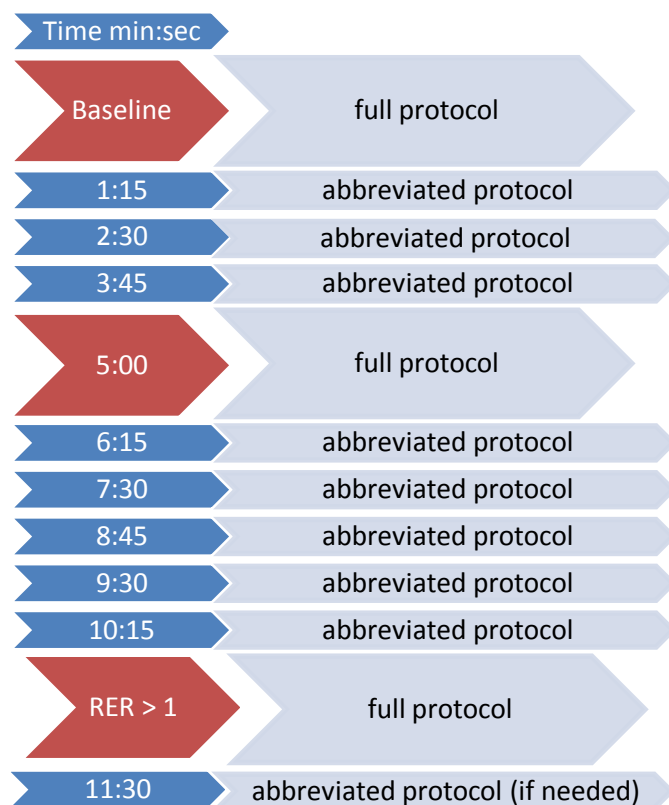 Time min:sec
Baseline full protocol
1:15 abbreviated protocol
2:30 abbreviated protocol
3:45 abbreviated protocol
5:00 full protocol
6:15 abbreviated protocol
7:30 abbreviated protocol
8:45 abbreviated protocol
9:30 abbreviated protocol
10:15 abbreviated protocol
RER > 1 full protocol
11:30 abbreviated protocol (if needed)